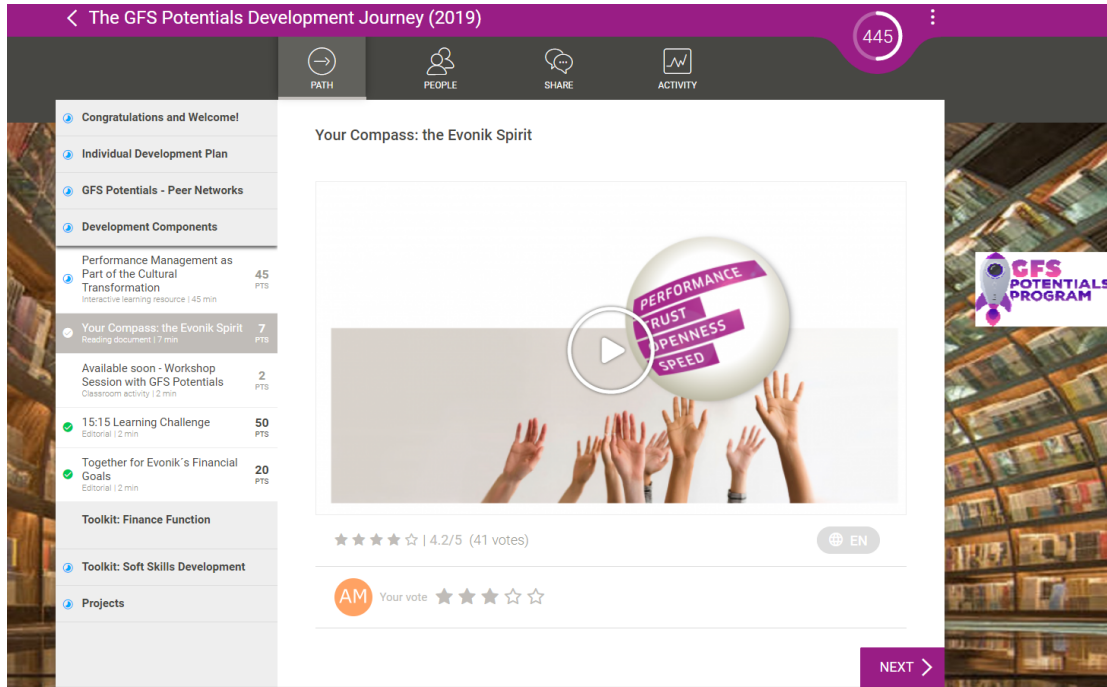 The GFS Potentials Development Journey (2019)
445
PATH
PEOPLE
SHARE
ACTIVITY
Congratulations and Welcome!
Individual Development Plan
GFS Potentials - Peer Networks
Development Components
Performance Management as
Part of the Cultural
Transformation
Interactive learning resource | 45 min
45
PTS
Your Compass: the Evonik Spirit
Reading document | 7 min
7
PTS
Available soon - Workshop
Session with GFS Potentials
Classroom activity | 2 min
2
PTS
15:15 Learning Challenge
Editorial | 2 min
50
PTS
Together for Evonik´s Financial
Goals
Editorial | 2 min
20
PTS
Toolkit: Finance Function
Toolkit: Soft Skills Development
Projects
Your Compass: the Evonik Spirit
PERFORMANCE
TRUST
OPENNESS
SPEED
| 4.2/5 (41 votes)
EN
AM
Your vote
NEXT
GFS
POTENTIALS
PROGRAM